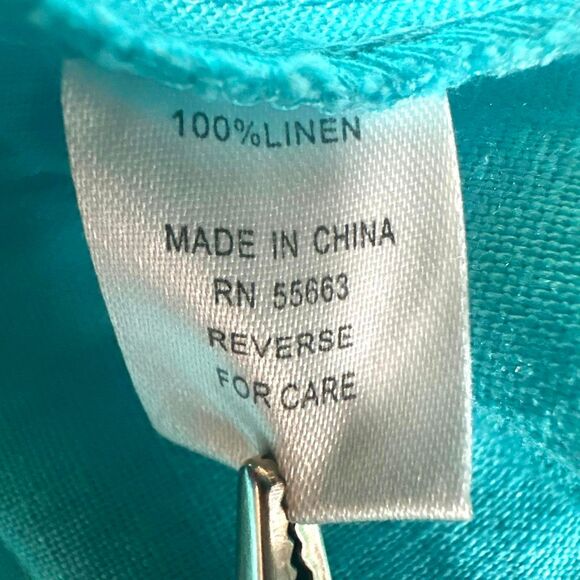 100%LINEN
MADE IN CHINA
RN 55663
REVERSE
FOR CARE